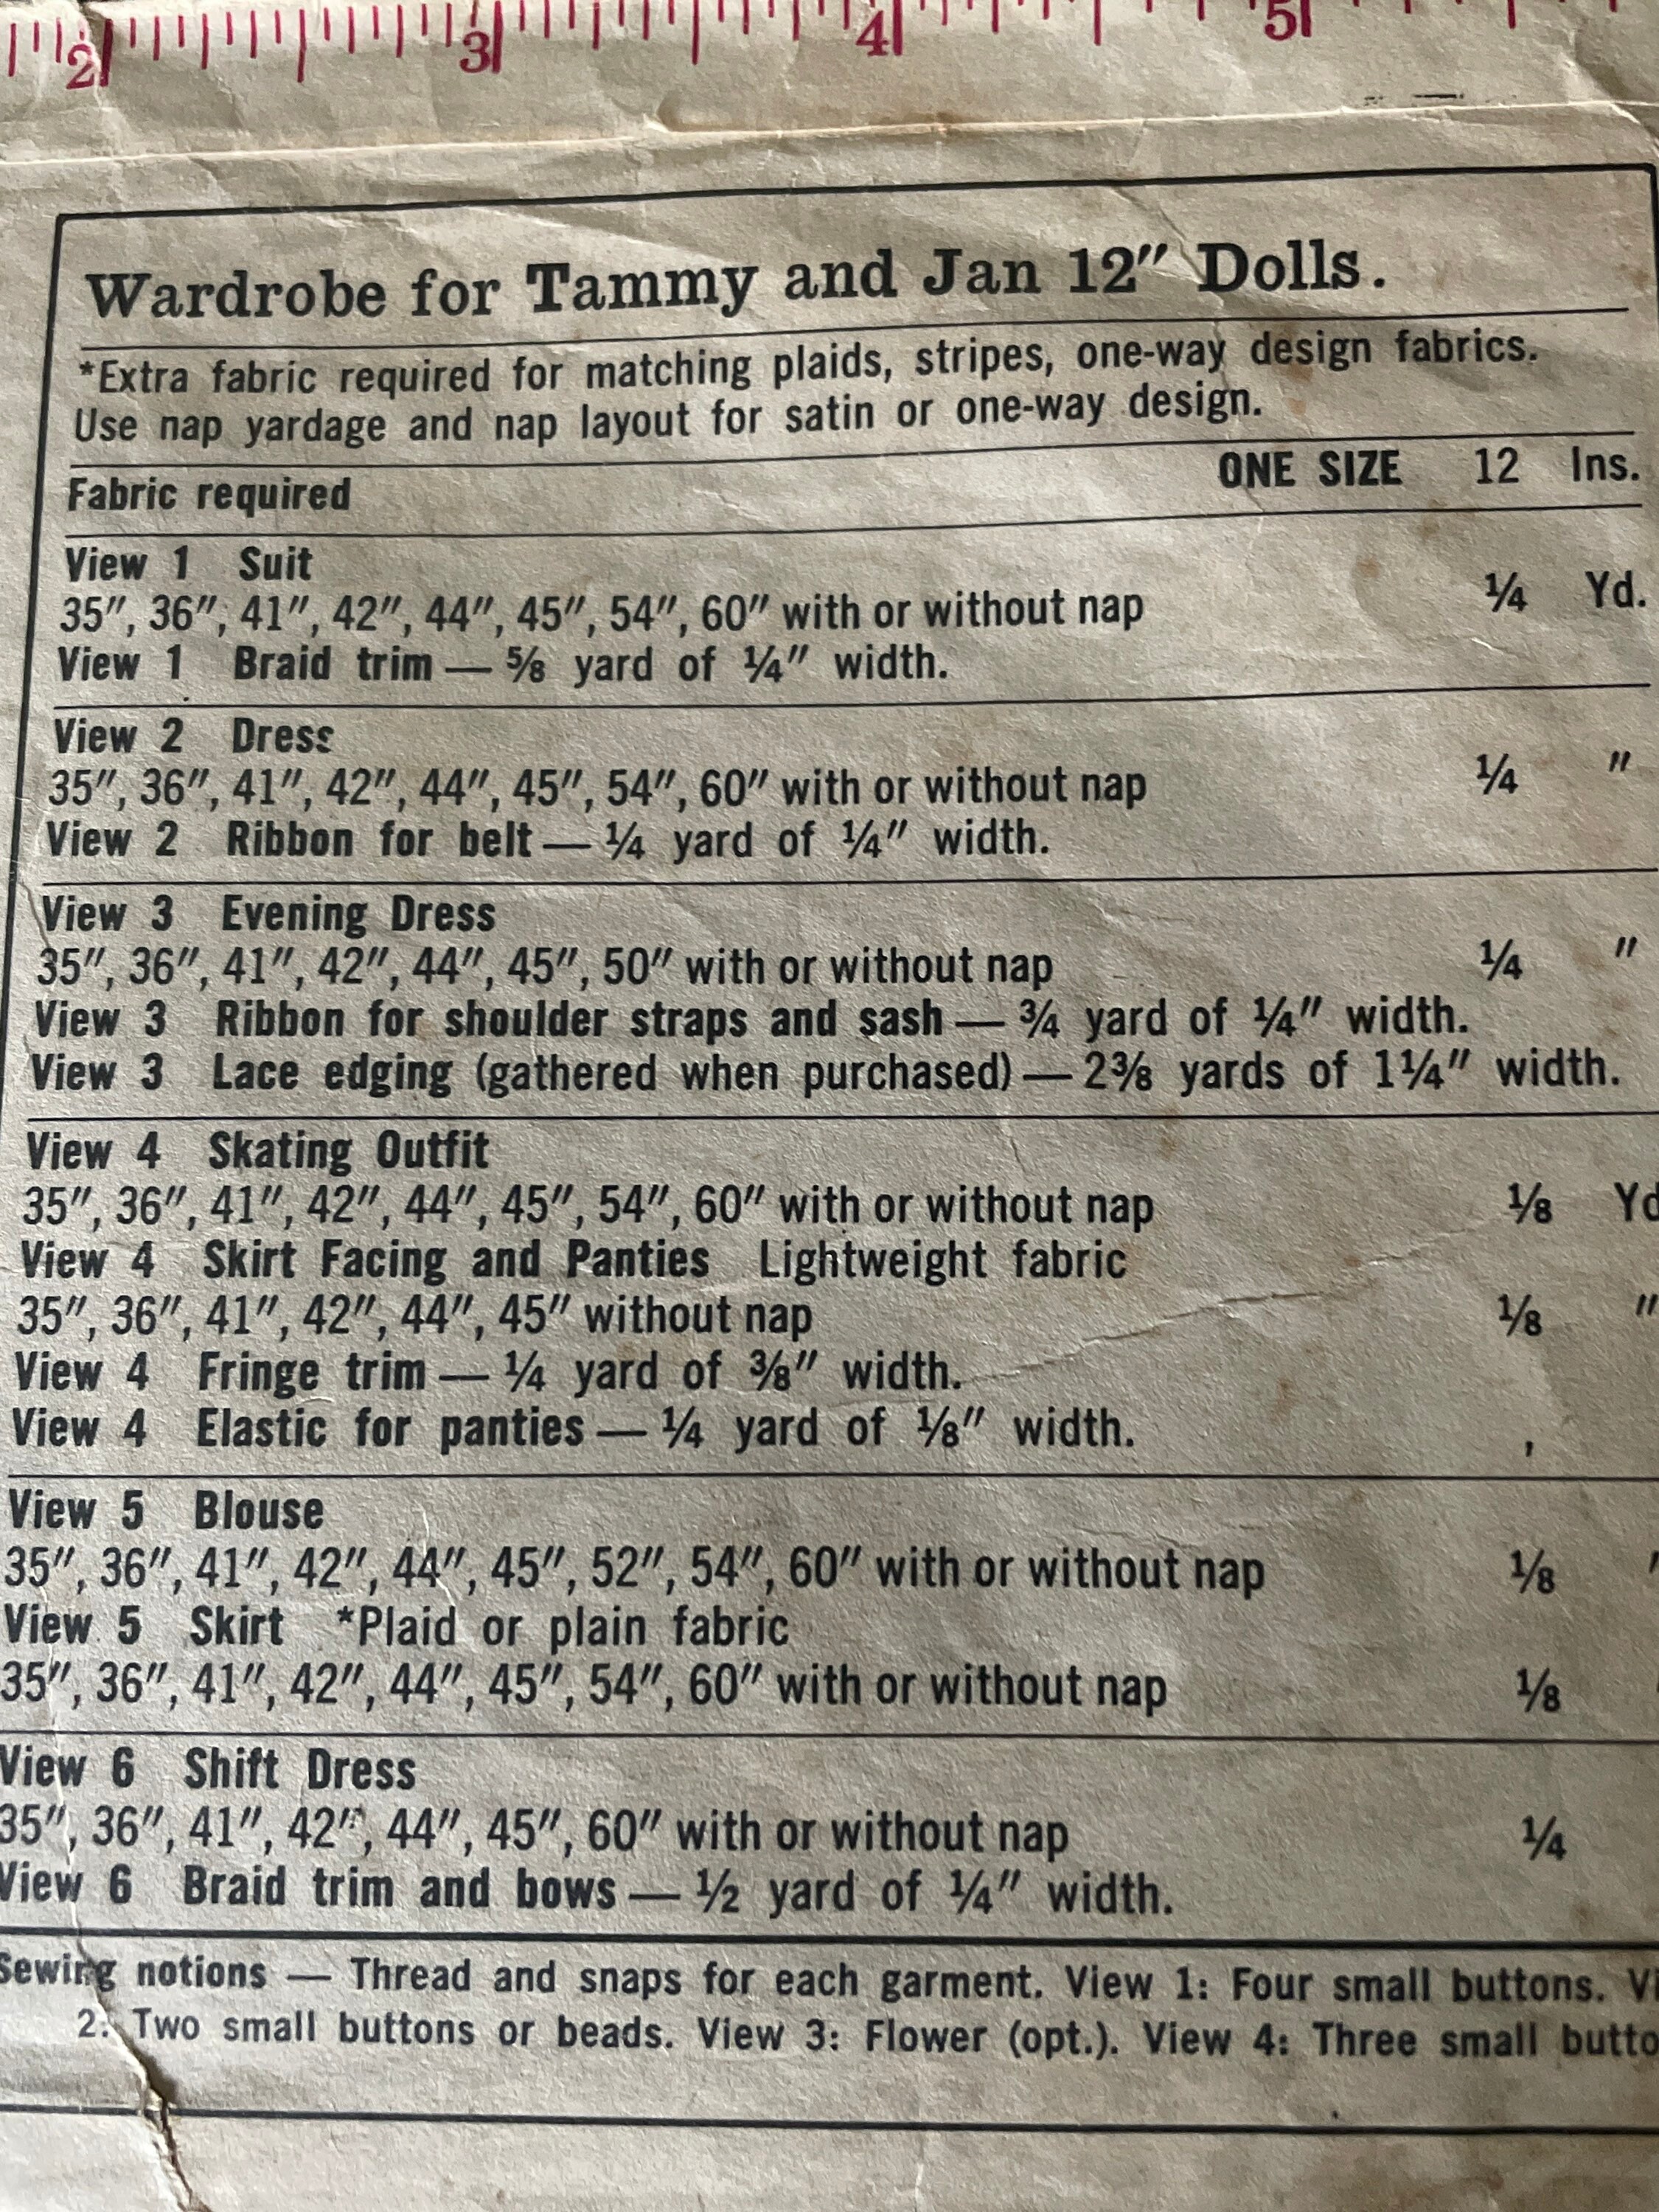 2 3 4 5
Wardrobe for Tammy and Jan 12" Dolls.
*Extra fabric required for matching plaids, stripes, one-way design fabrics.
Use nap yardage and nap layout for satin or one-way design.
Fabric required ONE SIZE 12 Ins.
View 1 Suit
35", 36", 41", 42", 44", 45", 54", 60" with or without nap ¼ Yd.
View 1 Braid trim — ⅝ yard of ¼" width.
View 2 Dress
35", 36", 41", 42", 44", 45", 54", 60" with or without nap ¼ "
View 2 Ribbon for belt — ¼ yard of ¼" width.
View 3 Evening Dress
35", 36", 41", 42", 44", 45", 50" with or without nap ¼ "
View 3 Ribbon for shoulder straps and sash — ¾ yard of ¼" width.
View 3 Lace edging (gathered when purchased) — 2⅜ yards of 1¼" width.
View 4 Skating Outfit
35", 36", 41", 42", 44", 45", 54", 60" with or without nap ⅛ Yd
View 4 Skirt Facing and Panties Lightweight fabric
35", 36", 41", 42", 44", 45" without nap ⅛ "
View 4 Fringe trim — ¼ yard of ⅜" width.
View 4 Elastic for panties — ¼ yard of ⅛" width.
View 5 Blouse
35", 36", 41", 42", 44", 45", 52", 54", 60" with or without nap ⅛ "
View 5 Skirt *Plaid or plain fabric
35", 36", 41", 42", 44", 45", 54", 60" with or without nap ⅛
View 6 Shift Dress
35", 36", 41", 42", 44", 45", 60" with or without nap ¼
View 6 Braid trim and bows — ½ yard of ¼" width.
Sewing notions — Thread and snaps for each garment. View 1: Four small buttons. Vi
2: Two small buttons or beads. View 3: Flower (opt.). View 4: Three small butto